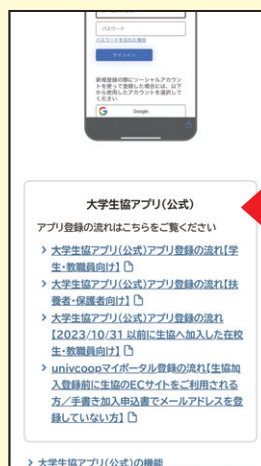 パスワード
パスワードを忘れた場合
サインイン
新規登録の際にソーシャルアカウン
トを使って登録した場合には、以下
から使用したアカウントを選択して
ください
Google
大学生協アプリ(公式)
アプリ登録の流れはこちらをご覧ください
> 大学生協アプリ(公式)アプリ登録の流れ【学
生・教職員向け】
> 大学生協アプリ(公式)アプリ登録の流れ【扶
養者・保護者向け】
> 大学生協アプリ(公式)アプリ登録の流れ
【2023/10/31 以前に生協へ加入した在校
生・教職員向け】
> univcoopマイポータル登録の流れ【生協加
入登録前に生協のECサイトをご利用される
方／手書き加入申込書でメールアドレスを登
録していない方】
> 大学生協アプリ(公式)の機能